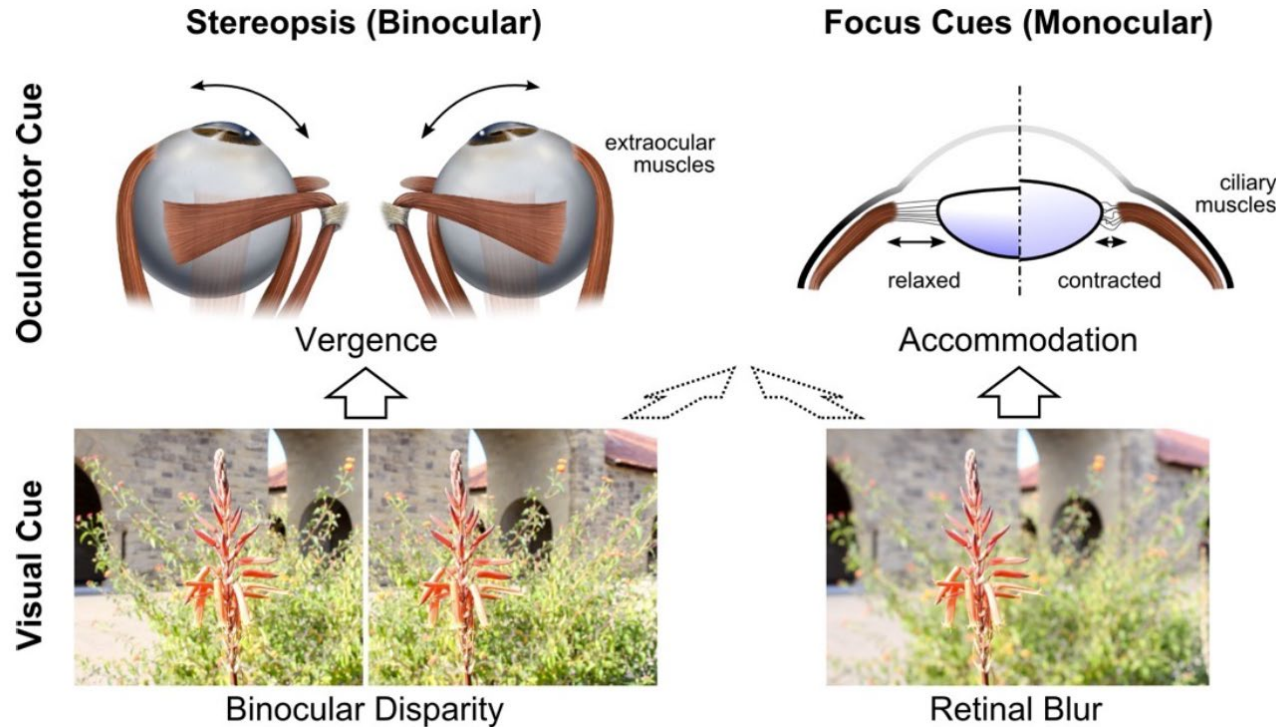 Stereopsis (Binocular)
Focus Cues (Monocular)
Oculomotor Cue
extraocular
muscles
ciliary
muscles
relaxed
contracted
Vergence
Accommodation
Visual Cue
Binocular Disparity
Retinal Blur